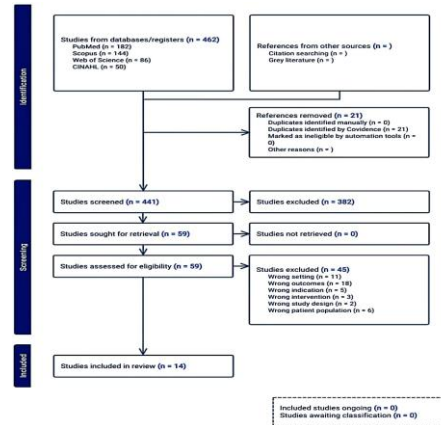 Identification
Studies from databases/registers (n = 462)
PubMed (n = 182)
Scopus (n = 144)
Web of Science (n = 86)
CINAHL (n = 50)
References from other sources (n = )
Citation searching (n = )
Grey literature (n = )
References removed (n = 21)
Duplicates identified manually (n = 0)
Duplicates identified by Covidence (n = 21)
Marked as ineligible by automation tools (n =
0)
Other reasons (n = )
Screening
Studies screened (n = 441)
Studies excluded (n = 382)
Studies sought for retrieval (n = 59)
Studies not retrieved (n = 0)
Studies assessed for eligibility (n = 59)
Studies excluded (n = 45)
Wrong setting (n = 11)
Wrong outcomes (n = 18)
Wrong indication (n = 5)
Wrong intervention (n = 3)
Wrong study design (n = 2)
Wrong patient population (n = 6)
Included
Studies included in review (n = 14)
Included studies ongoing (n = 0)
Studies awaiting classification (n = 0)